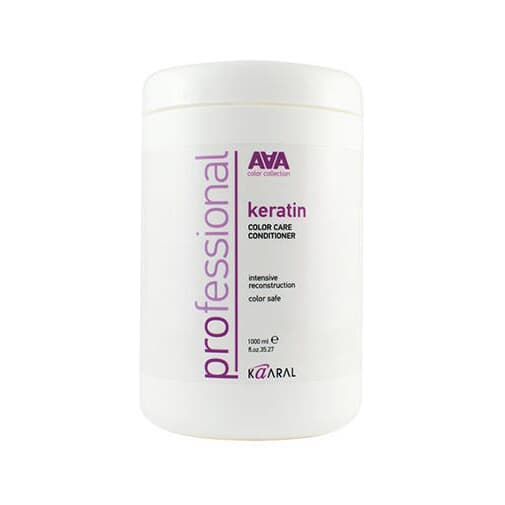 professional
AAA
color collection
keratin
COLOR CARE
CONDITIONER
intensive
reconstruction
color safe
1000 ml ℮
fl.oz.35.27
KaARAL